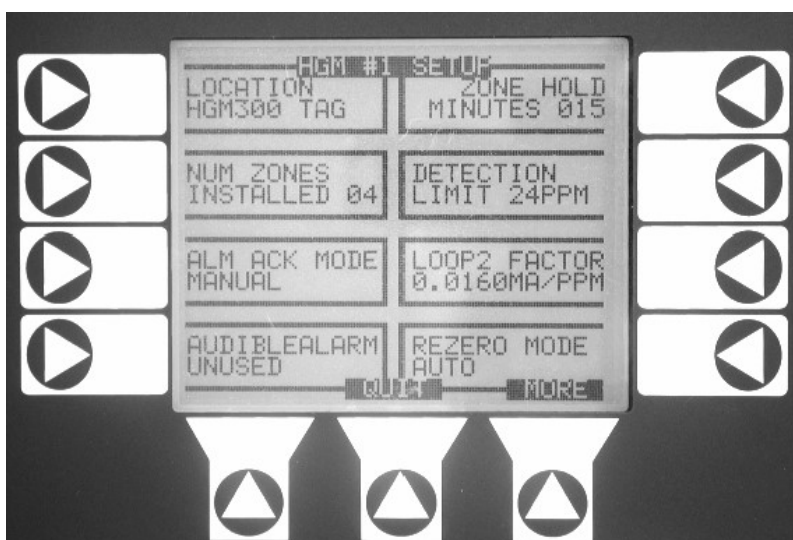 HGM #1 SETUP
LOCATION
HGM300 TAG
ZONE HOLD
MINUTES 015
NUM ZONES
INSTALLED 04
DETECTION
LIMIT 24PPM
ALM ACK MODE
MANUAL
LOOP2 FACTOR
0.0160MA/PPM
AUDIBLEALARM
UNUSED
REZERO MODE
AUTO
QUIT
MORE